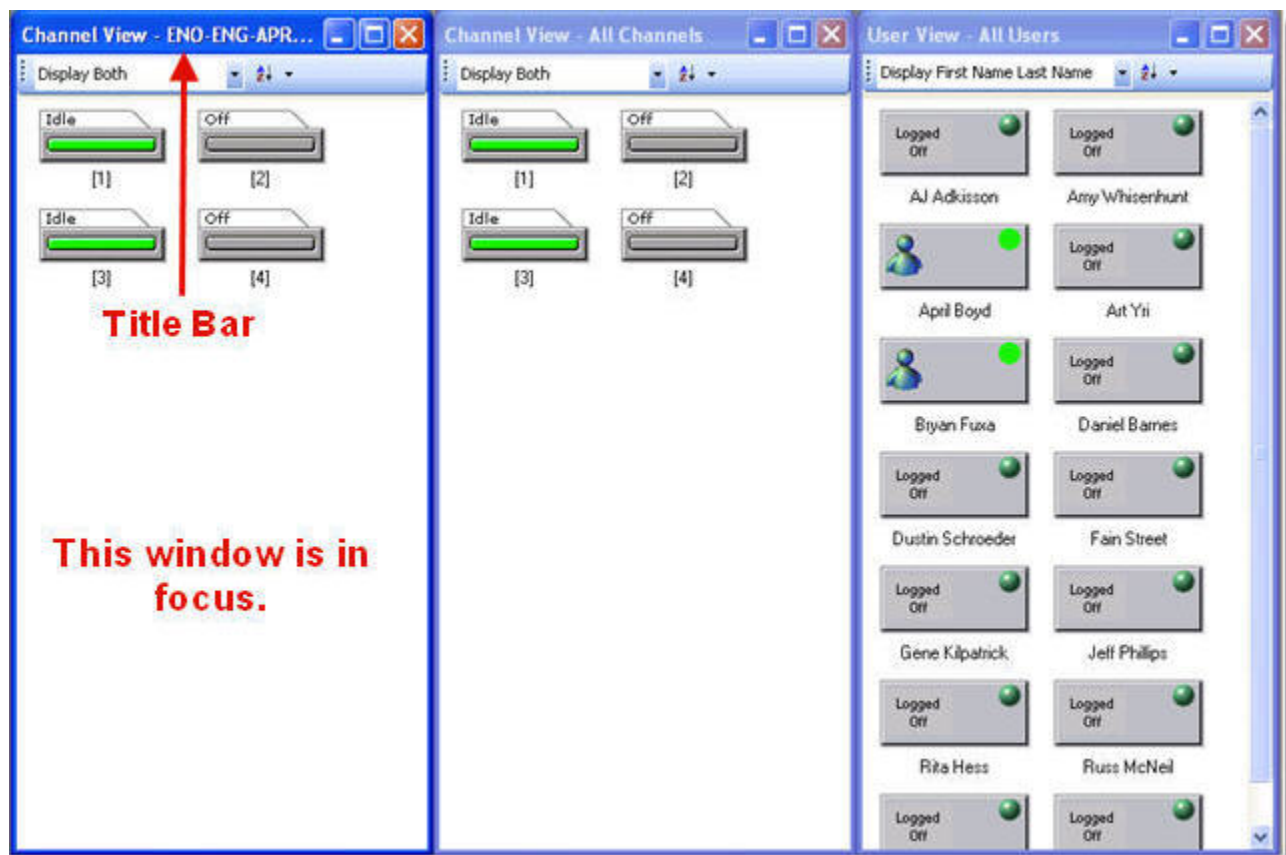 Channel View - ENO-ENG-APR...
Display Both
Idle
Off
[1]
[2]
Idle
Off
[3]
[4]
Title Bar
This window is in
focus.
Channel View - All Channels
Display Both
Idle
Off
[1]
[2]
Idle
Off
[3]
[4]
User View - All Users
Display First Name Last Name
Logged
Off
Logged
Off
AJ Adkisson
Amy Whisenhunt
Logged
Off
April Boyd
Art Yri
Logged
Off
Bryan Fuxa
Daniel Barnes
Logged
Off
Logged
Off
Dustin Schroeder
Fain Street
Logged
Off
Logged
Off
Gene Kilpatrick
Jeff Phillips
Logged
Off
Logged
Off
Rita Hess
Russ McNeil
Logged
Off
Logged
Off